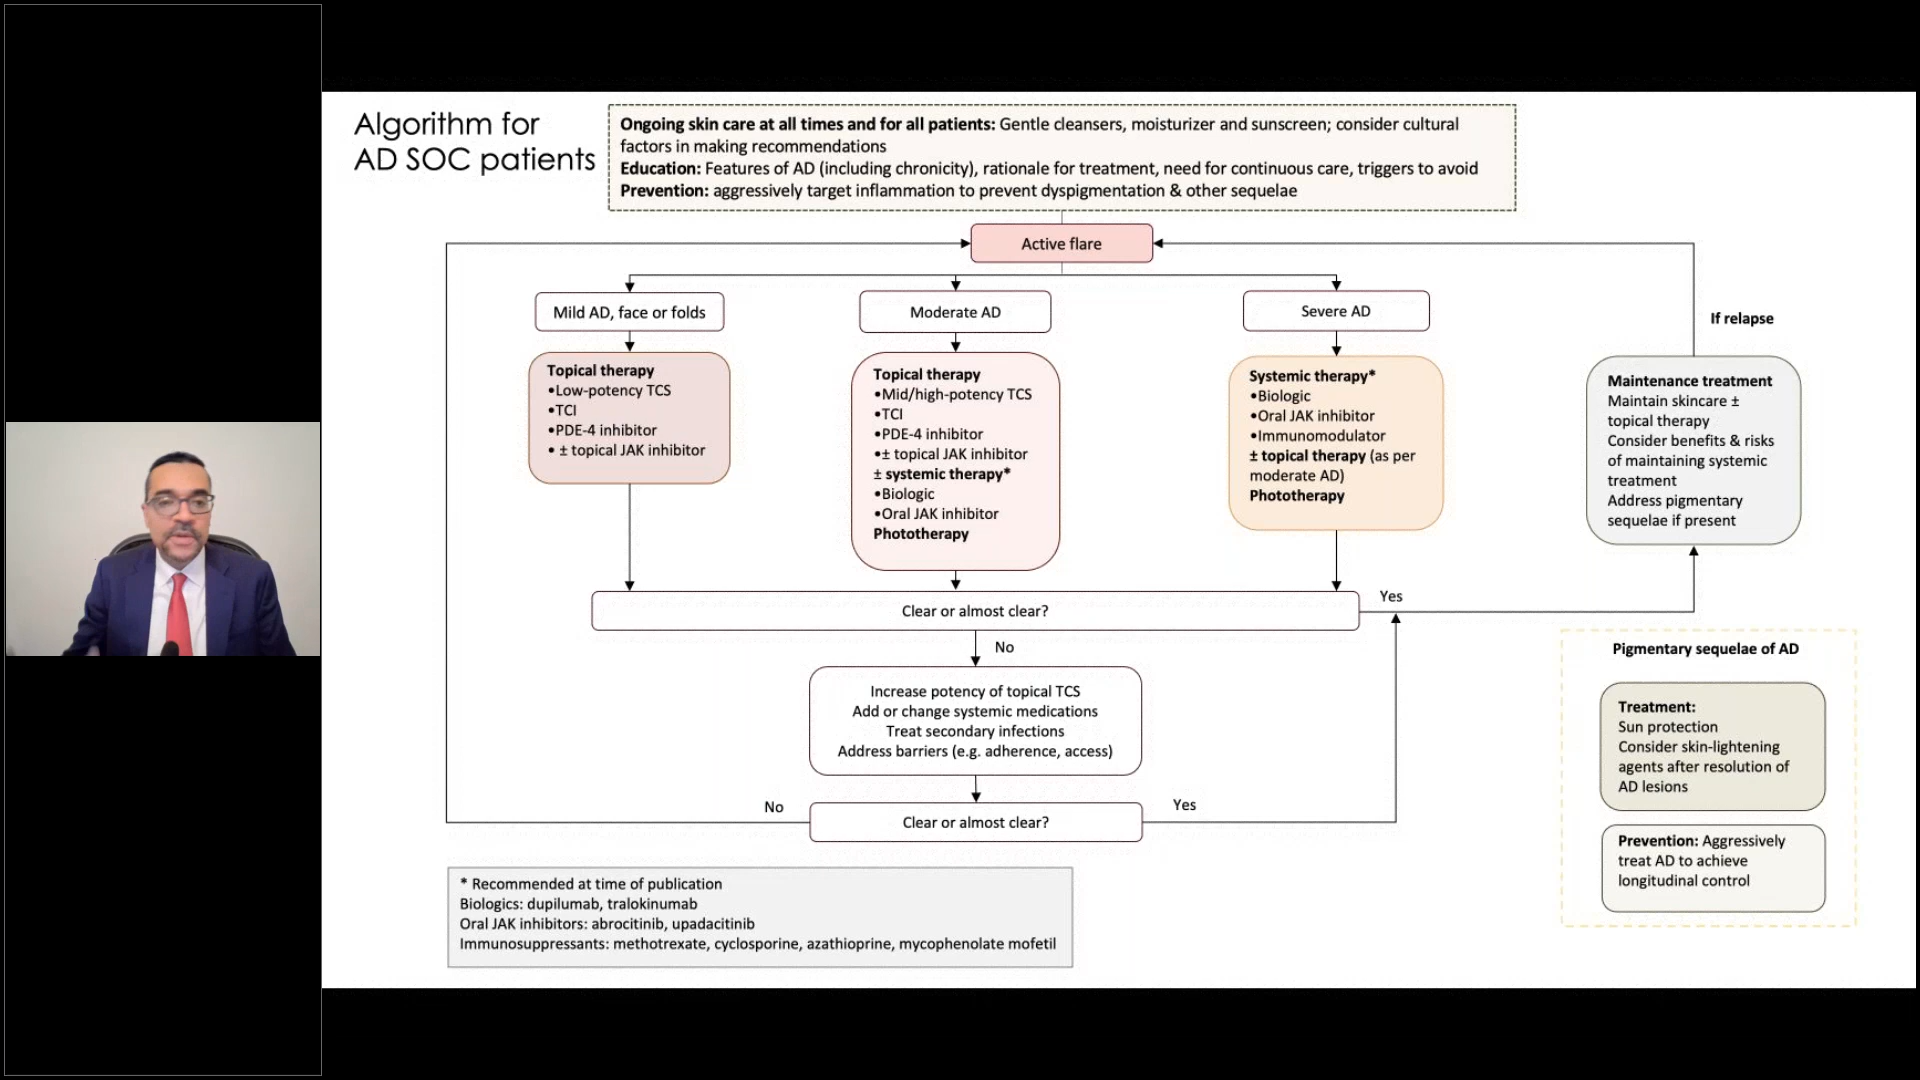 Algorithm for
AD SOC patients
Ongoing skin care at all times and for all patients: Gentle cleansers, moisturizer and sunscreen; consider cultural
factors in making recommendations
Education: Features of AD (including chronicity), rationale for treatment, need for continuous care, triggers to avoid
Prevention: aggressively target inflammation to prevent dyspigmentation & other sequelae
Active flare
Mild AD, face or folds
Moderate AD
Severe AD
If relapse
Topical therapy
•Low-potency TCS
•TCI
•PDE-4 inhibitor
• ± topical JAK inhibitor
Topical therapy
•Mid/high-potency TCS
•TCI
•PDE-4 inhibitor
•± topical JAK inhibitor
± systemic therapy*
•Biologic
•Oral JAK inhibitor
Phototherapy
Systemic therapy*
•Biologic
•Oral JAK inhibitor
•Immunomodulator
± topical therapy (as per
moderate AD)
Phototherapy
Maintenance treatment
Maintain skincare ±
topical therapy
Consider benefits & risks
of maintaining systemic
treatment
Address pigmentary
sequelae if present
Clear or almost clear?
Yes
No
Increase potency of topical TCS
Add or change systemic medications
Treat secondary infections
Address barriers (e.g. adherence, access)
No
Clear or almost clear?
Yes
Pigmentary sequelae of AD
Treatment:
Sun protection
Consider skin-lightening
agents after resolution of
AD lesions
Prevention: Aggressively
treat AD to achieve
longitudinal control
* Recommended at time of publication
Biologics: dupilumab, tralokinumab
Oral JAK inhibitors: abrocitinib, upadacitinib
Immunosuppressants: methotrexate, cyclosporine, azathioprine, mycophenolate mofetil